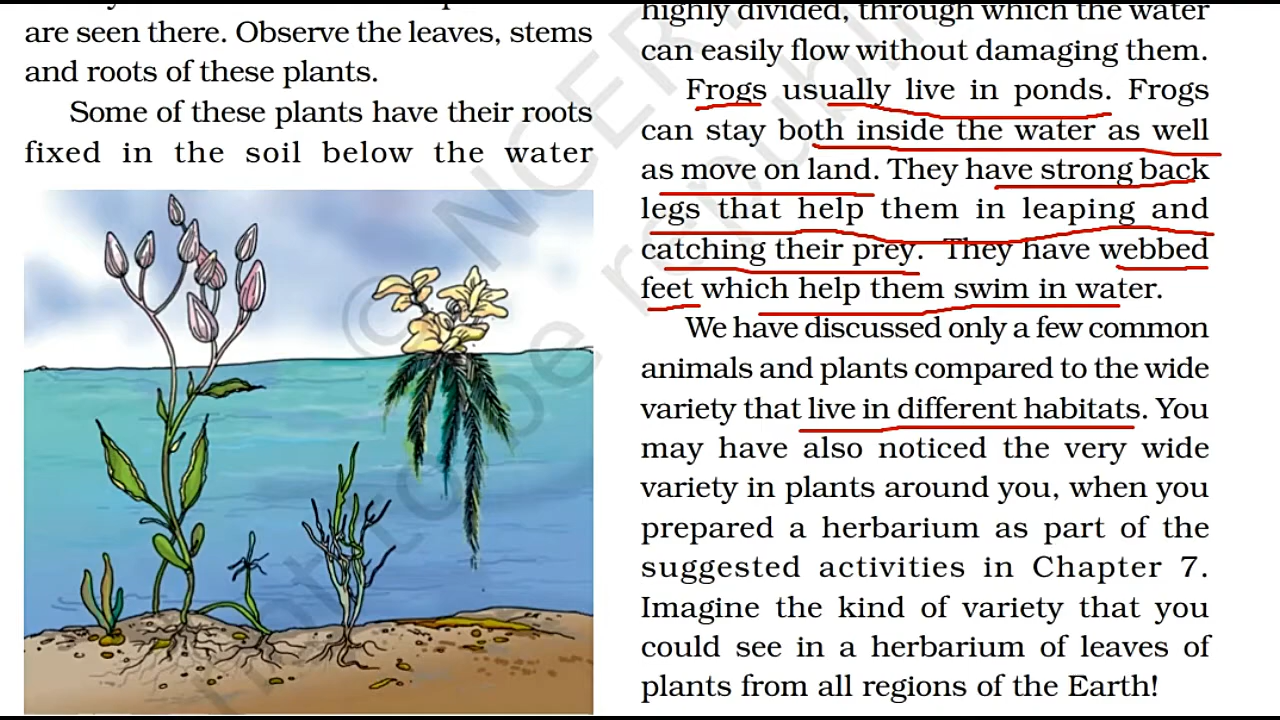 are seen there. Observe the leaves, stems
and roots of these plants.
Some of these plants have their roots
fixed in the soil below the water
highly divided, through which the water
can easily flow without damaging them.
Frogs usually live in ponds. Frogs
can stay both inside the water as well
as move on land. They have strong back
legs that help them in leaping and
catching their prey. They have webbed
feet which help them swim in water.
We have discussed only a few common
animals and plants compared to the wide
variety that live in different habitats. You
may have also noticed the very wide
variety in plants around you, when you
prepared a herbarium as part of the
suggested activities in Chapter 7.
Imagine the kind of variety that you
could see in a herbarium of leaves of
plants from all regions of the Earth!